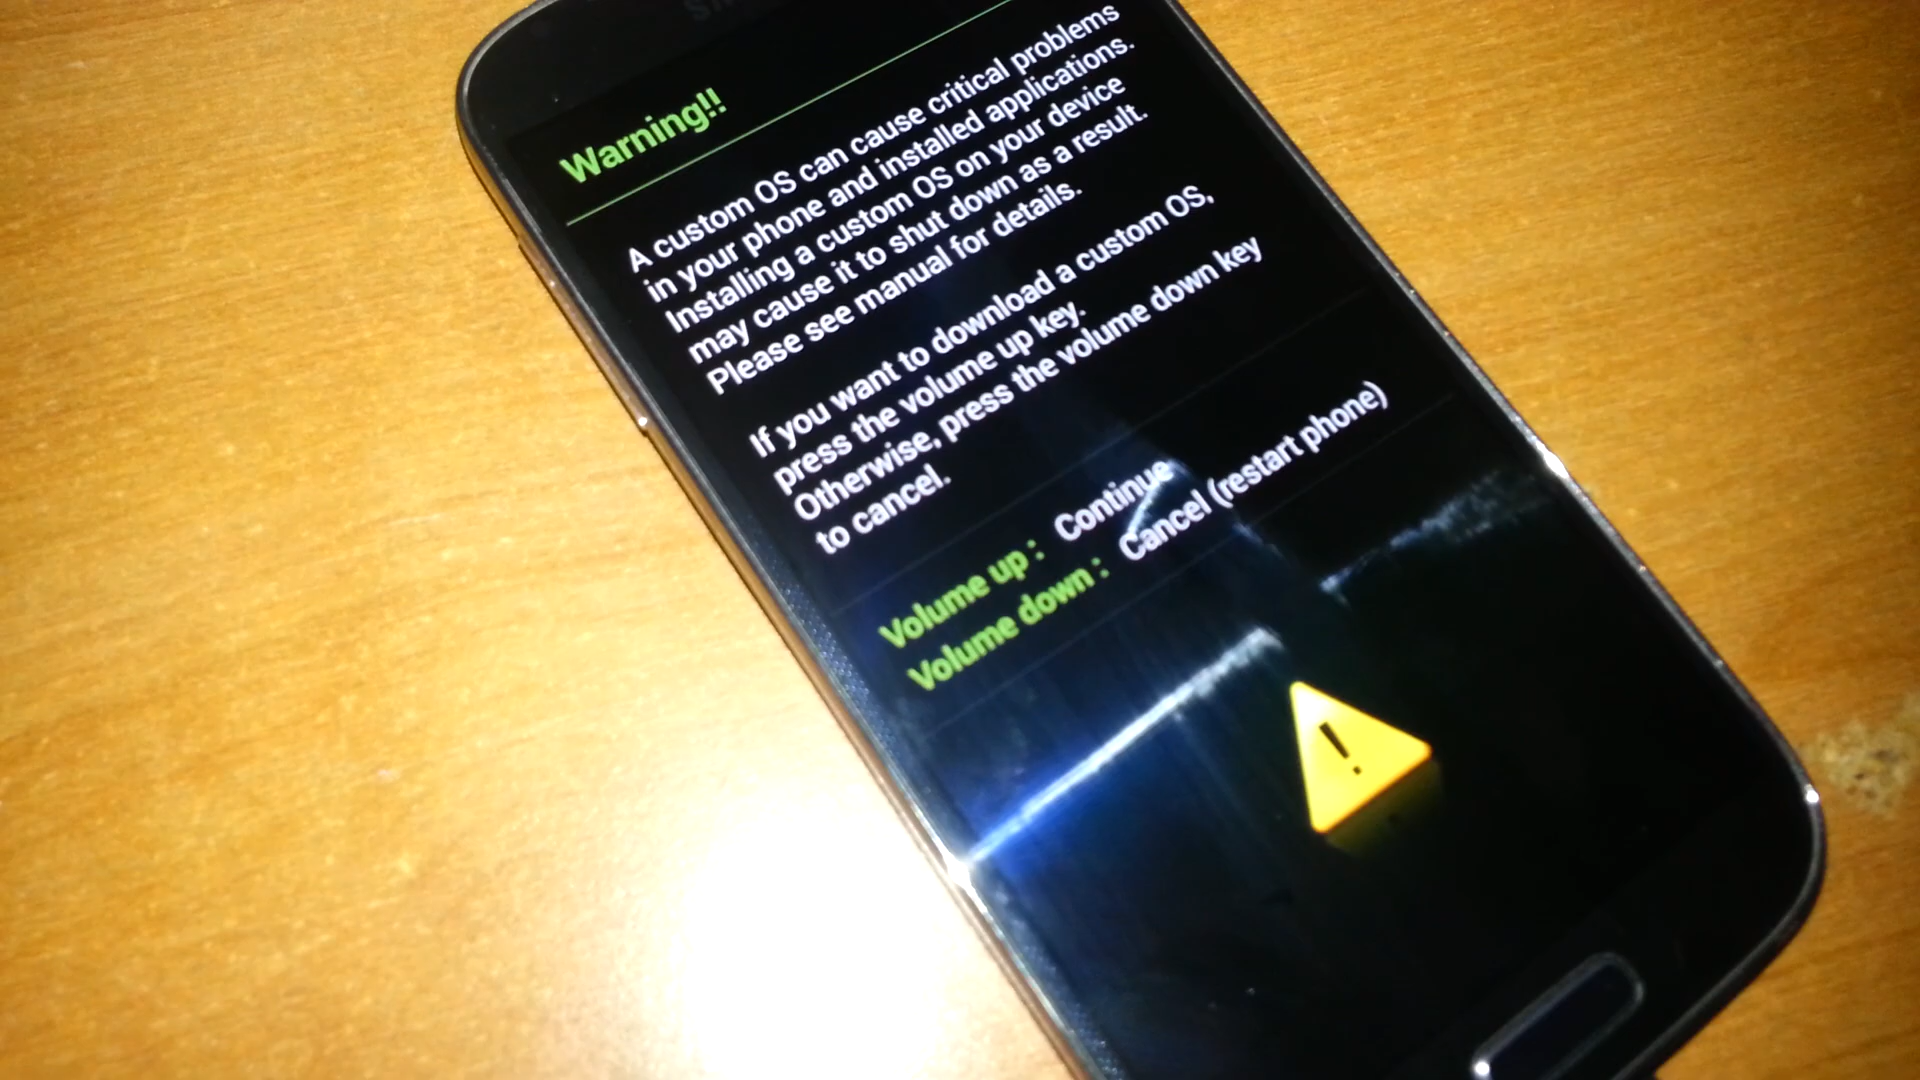 Warning!!
A custom OS can cause critical problems
in your phone and installed applications.
Installing a custom OS on your device
may cause it to shut down as a result.
Please see manual for details.
If you want to download a custom OS,
press the volume up key.
Otherwise, press the volume down key
to cancel.
Volume up : Continue
Volume down : Cancel (restart phone)
!